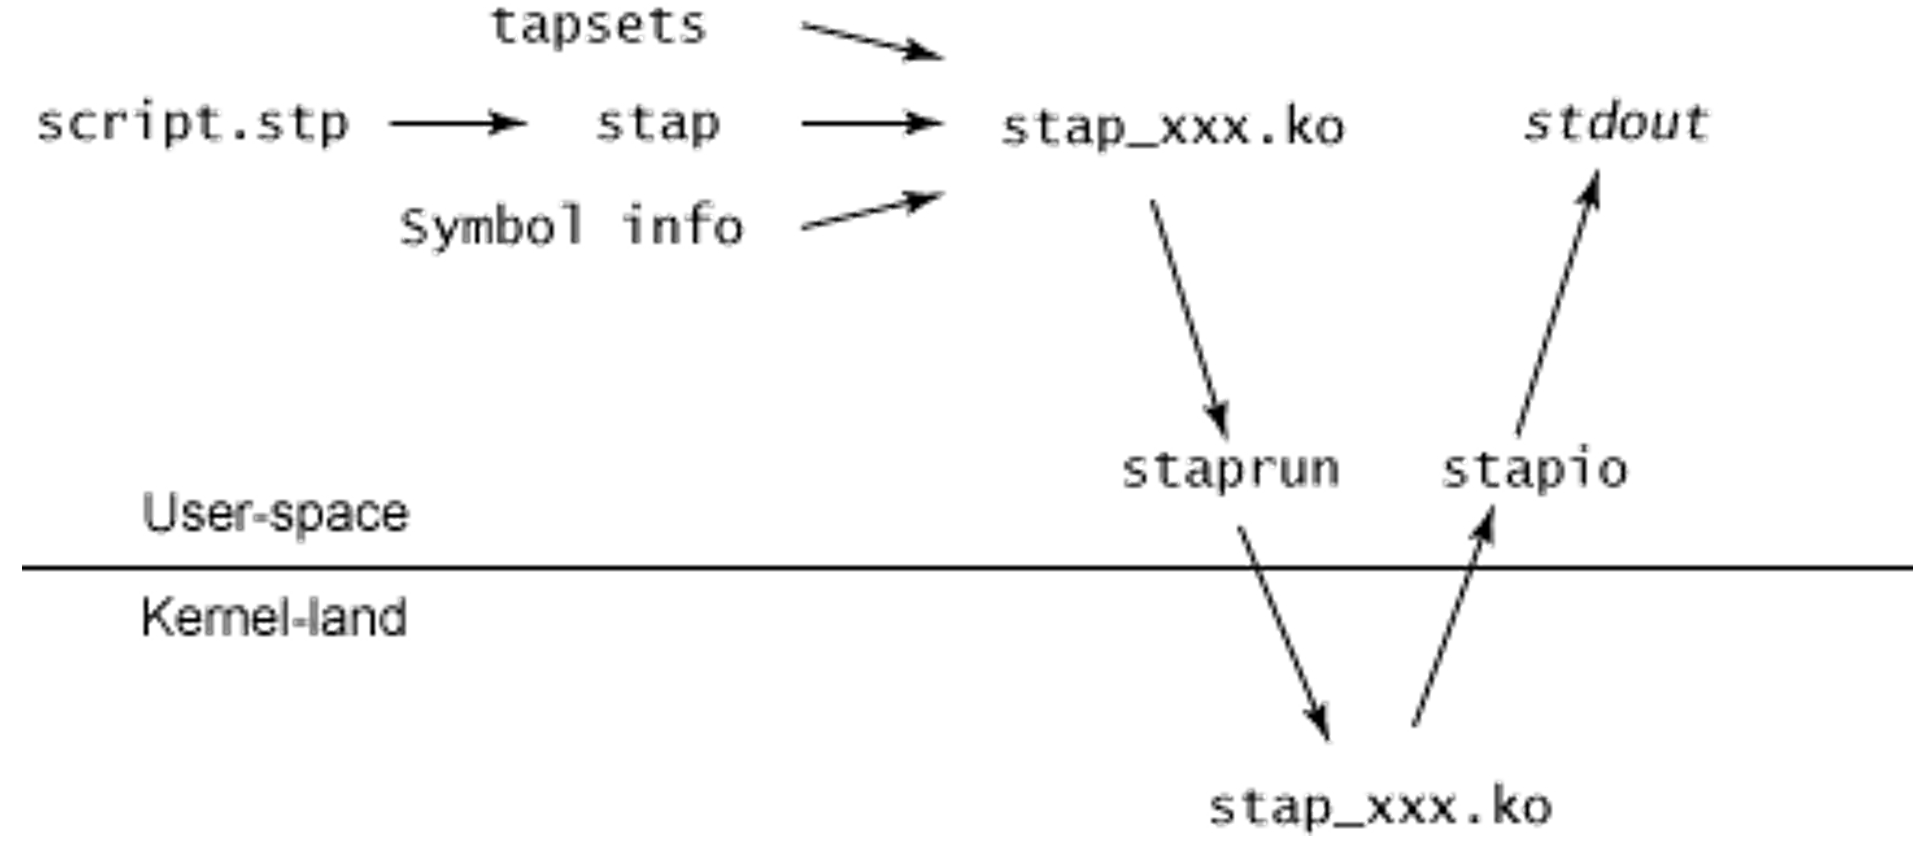 tapsets
script.stp stap stap_xxx.ko stdout
Symbol info
staprun stapio
User-space
Kernel-land
stap_xxx.ko